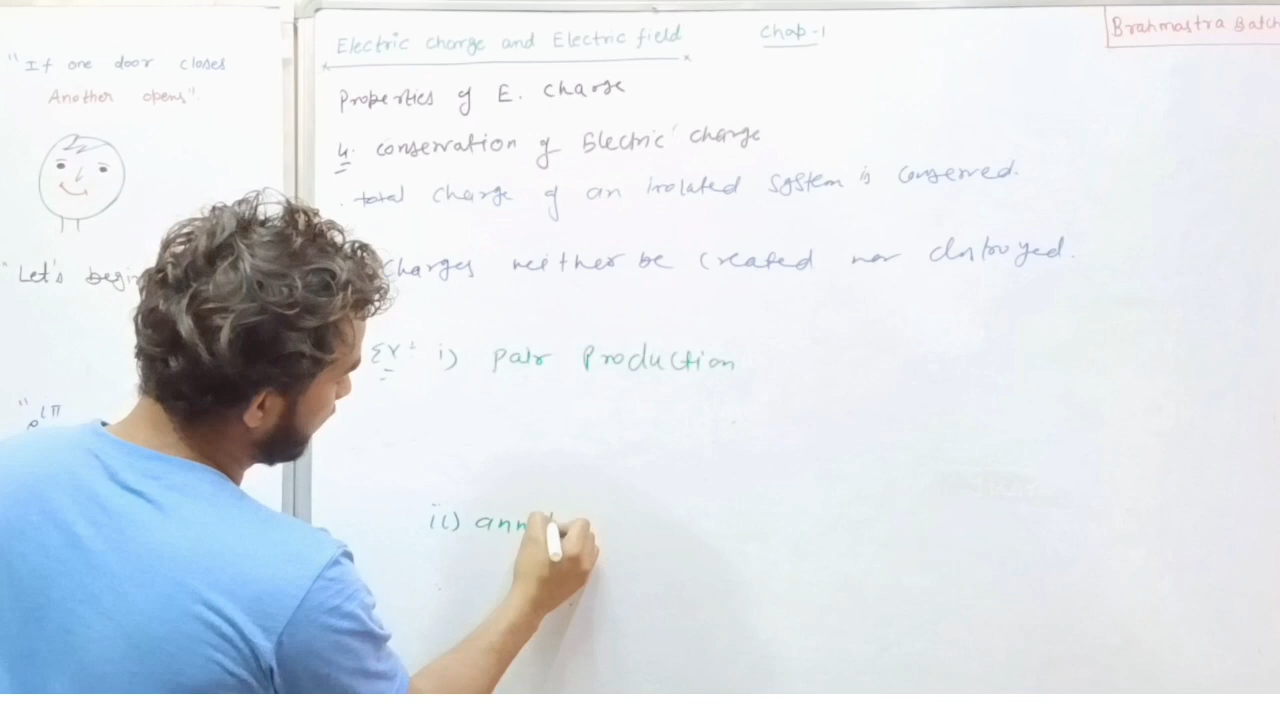 "If one door closes
Another opens".
Let's begin
Electric charge and Electric field
Chap-1
Brahmastra Batch
Properties of E. charge
4. conservation of Electric charge
. total charge of an isolated system is conserved.
Charges neither be created nor destroyed.
Ex: i) pair production
ii) ann